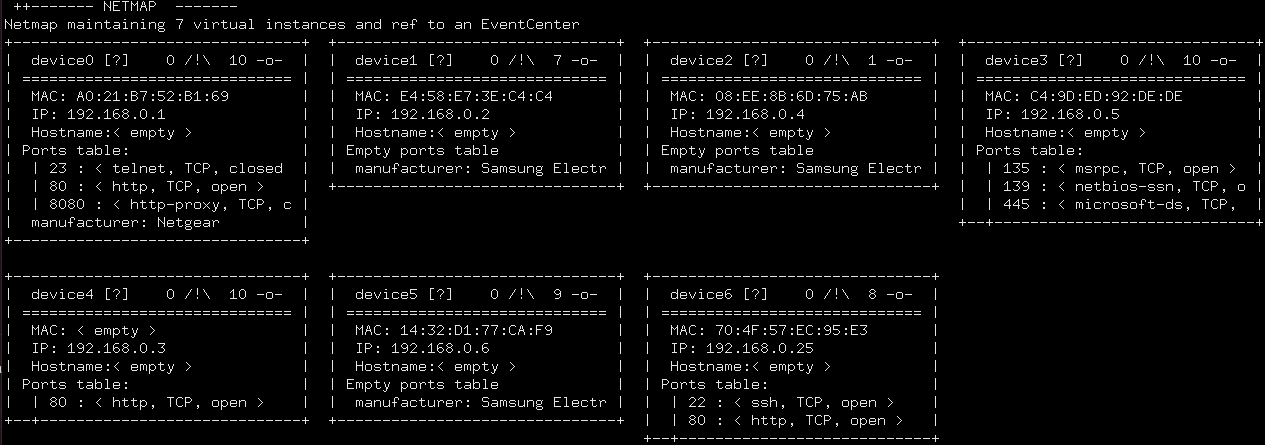 ++------- NETMAP  -------
Netmap maintaining 7 virtual instances and ref to an EventCenter
device0 [?]    0 /!\  10 -o-
MAC: A0:21:B7:52:B1:69
IP: 192.168.0.1
Hostname:< empty >
Ports table:
| 23 : < telnet, TCP, closed
| 80 : < http, TCP, open >
| 8080 : < http-proxy, TCP, c
manufacturer: Netgear
device1 [?]    0 /!\  7 -o-
MAC: E4:58:E7:3E:C4:C4
IP: 192.168.0.2
Hostname:< empty >
Empty ports table
manufacturer: Samsung Electr
device2 [?]    0 /!\  1 -o-
MAC: 08:EE:8B:6D:75:AB
IP: 192.168.0.4
Hostname:< empty >
Empty ports table
manufacturer: Samsung Electr
device3 [?]    0 /!\  10 -o-
MAC: C4:9D:ED:92:DE:DE
IP: 192.168.0.5
Hostname:< empty >
Ports table:
| 135 : < msrpc, TCP, open >
| 139 : < netbios-ssn, TCP, o
| 445 : < microsoft-ds, TCP,
device4 [?]    0 /!\  10 -o-
MAC: < empty >
IP: 192.168.0.3
Hostname:< empty >
Ports table:
| 80 : < http, TCP, open >
device5 [?]    0 /!\  9 -o-
MAC: 14:32:D1:77:CA:F9
IP: 192.168.0.6
Hostname:< empty >
Empty ports table
manufacturer: Samsung Electr
device6 [?]    0 /!\  8 -o-
MAC: 70:4F:57:EC:95:E3
IP: 192.168.0.25
Hostname:< empty >
Ports table:
| 22 : < ssh, TCP, open >
| 80 : < http, TCP, open >